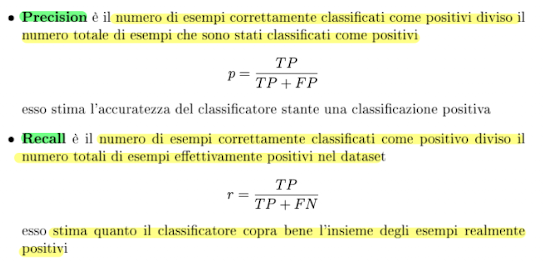 • Precision è il numero di esempi correttamente classificati come positivi diviso il
numero totale di esempi che sono stati classificati come positivi
p = TP / (TP + FP)
esso stima l'accuratezza del classificatore stante una classificazione positiva
• Recall è il numero di esempi correttamente classificati come positivo diviso il
numero totali di esempi effettivamente positivi nel dataset
r = TP / (TP + FN)
esso stima quanto il classificatore copra bene l'insieme degli esempi realmente
positivi